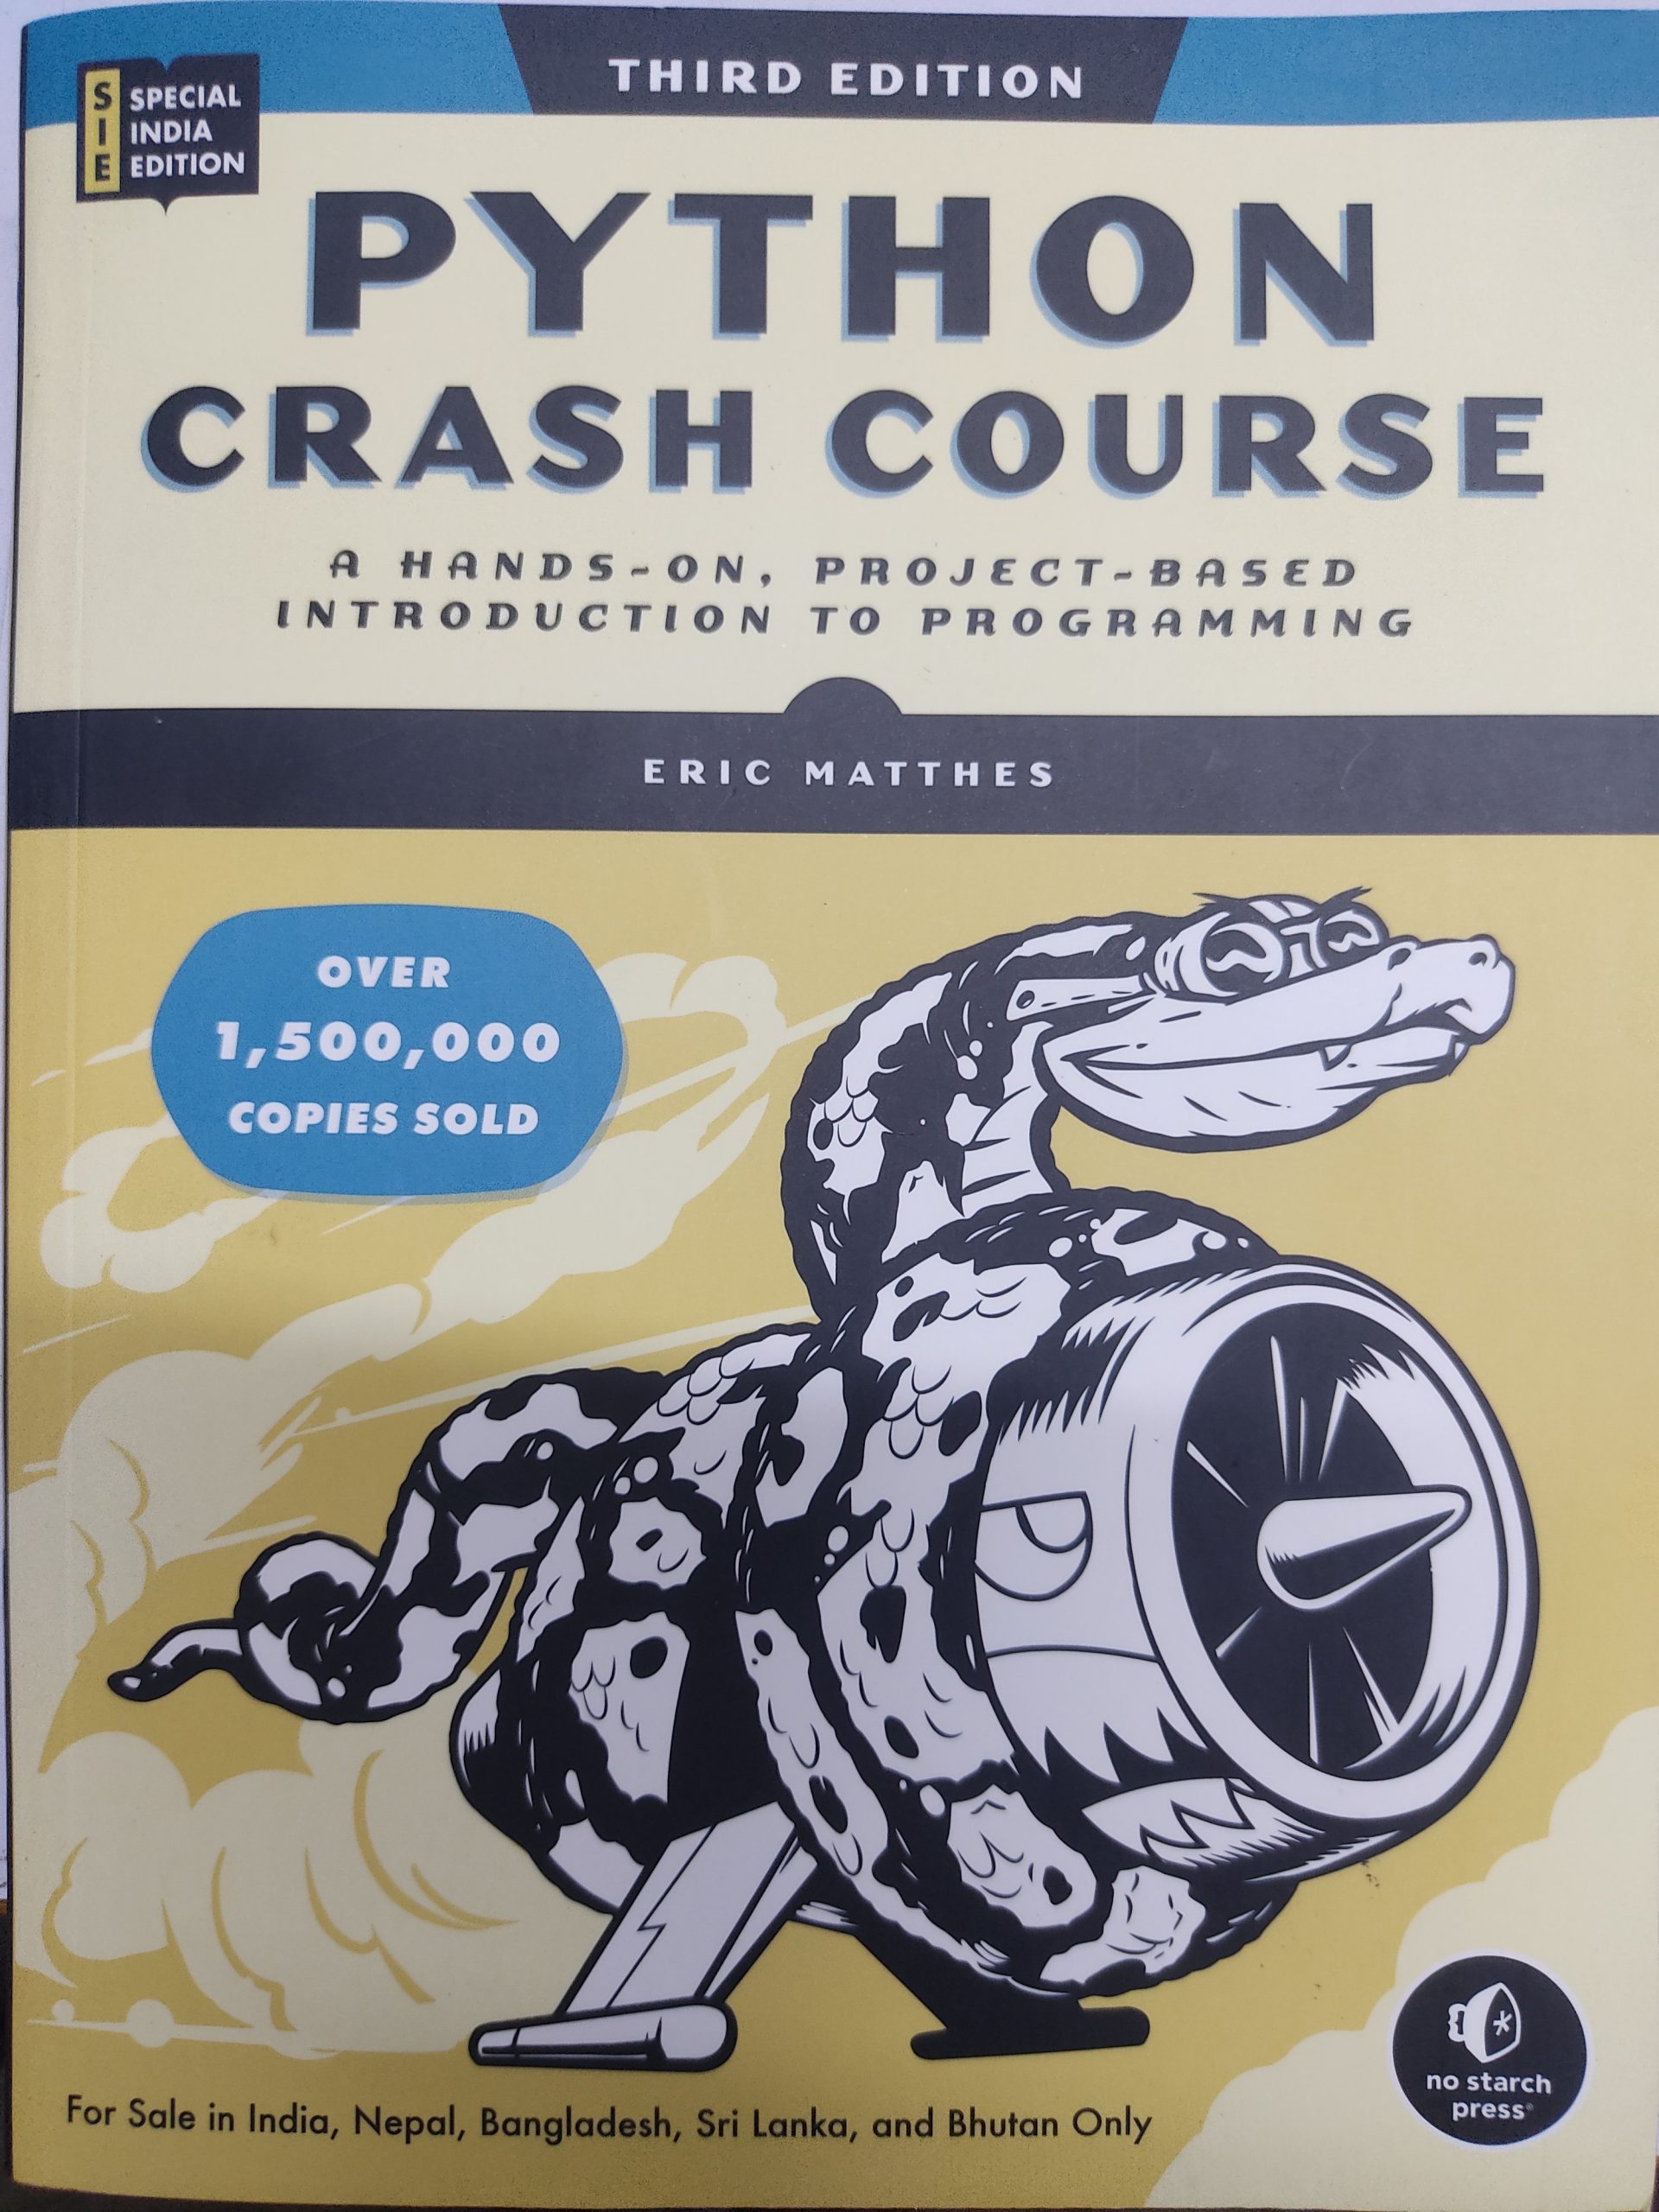 THIRD EDITION
SIE
SPECIAL
INDIA
EDITION
PYTHON
CRASH COURSE
A HANDS-ON, PROJECT-BASED
INTRODUCTION TO PROGRAMMING
ERIC MATTHES
OVER
1,500,000
COPIES SOLD
no starch
press®
For Sale in India, Nepal, Bangladesh, Sri Lanka, and Bhutan Only